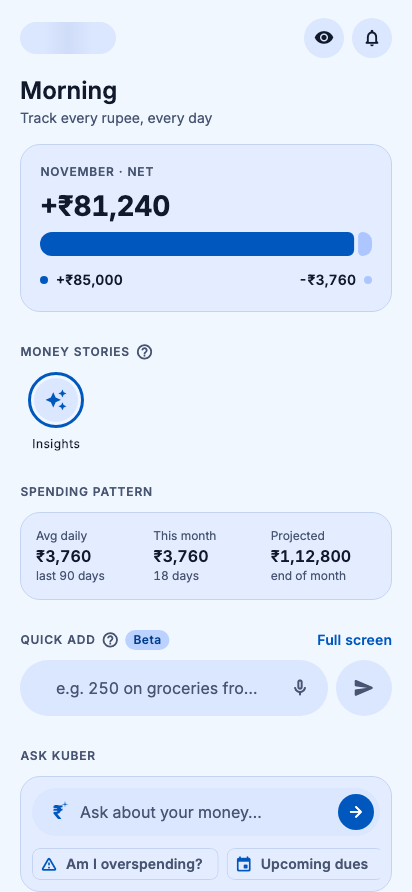 Morning
Track every rupee, every day
NOVEMBER · NET
+₹81,240
+₹85,000 -₹3,760
MONEY STORIES
Insights
SPENDING PATTERN
Avg daily This month Projected
₹3,760 ₹3,760 ₹1,12,800
last 90 days 18 days end of month
QUICK ADD Beta Full screen
e.g. 250 on groceries fro...
ASK KUBER
₹ Ask about your money...
Am I overspending? Upcoming dues